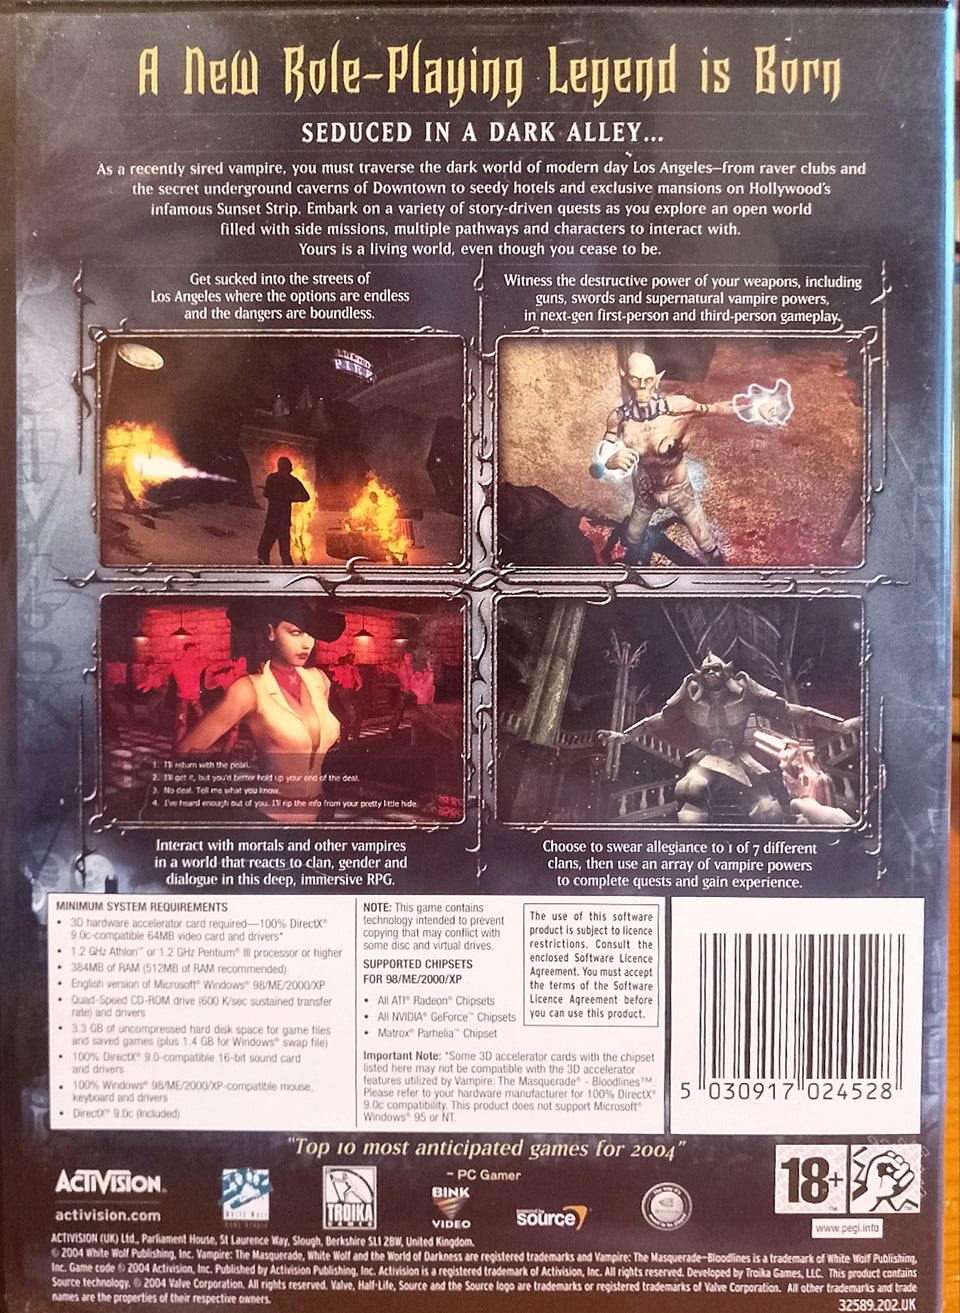 A New Role-Playing Legend is Born
SEDUCED IN A DARK ALLEY...
As a recently sired vampire, you must traverse the dark world of modern day Los Angeles–from raver clubs and
the secret underground caverns of Downtown to seedy hotels and exclusive mansions on Hollywood's
infamous Sunset Strip. Embark on a variety of story-driven quests as you explore an open world
filled with side missions, multiple pathways and characters to interact with.
Yours is a living world, even though you cease to be.
Get sucked into the streets of
Los Angeles where the options are endless
and the dangers are boundless.
Witness the destructive power of your weapons, including
guns, swords and supernatural vampire powers,
in next-gen first-person and third-person gameplay.
PIER
1. I'll return with the pearl.
2. I'll get it, but you'd better hold up your end of the deal.
3. No deal. Tell me what you know.
4. I've heard enough out of you. I'll rip the info from your pretty little hide.
Interact with mortals and other vampires
in a world that reacts to clan, gender and
dialogue in this deep, immersive RPG.
Choose to swear allegiance to 1 of 7 different
clans, then use an array of vampire powers
to complete quests and gain experience.
MINIMUM SYSTEM REQUIREMENTS
• 3D hardware accelerator card required—100% DirectX®
9.0c-compatible 64MB video card and drivers*
• 1.2 GHz Athlon™ or 1.2 GHz Pentium® III processor or higher
• 384MB of RAM (512MB of RAM recommended)
• English version of Microsoft® Windows® 98/ME/2000/XP
• Quad-Speed CD-ROM drive (600 K/sec sustained transfer
rate) and drivers
• 3.3 GB of uncompressed hard disk space for game files
and saved games (plus 1.4 GB for Windows® swap file)
• 100% DirectX® 9.0-compatible 16-bit sound card
and drivers
• 100% Windows® 98/ME/2000/XP-compatible mouse,
keyboard and drivers
• DirectX® 9.0c (included)
NOTE: This game contains
technology intended to prevent
copying that may conflict with
some disc and virtual drives.
SUPPORTED CHIPSETS
FOR 98/ME/2000/XP
• All ATI® Radeon® Chipsets
• All NVIDIA® GeForce™ Chipsets
• Matrox® Parhelia™ Chipset
Important Note: *Some 3D accelerator cards with the chipset
listed here may not be compatible with the 3D accelerator
features utilized by Vampire: The Masquerade® - Bloodlines™.
Please refer to your hardware manufacturer for 100% DirectX®
9.0c compatibility. This product does not support Microsoft®
Windows® 95 or NT.
The use of this software
product is subject to licence
restrictions. Consult the
enclosed Software Licence
Agreement. You must accept
the terms of the Software
Licence Agreement before
you can use this product.
5 030917 024528
"Top 10 most anticipated games for 2004"
~ PC Gamer
ACTIVISION.
activision.com
White Wolf
TROIKA
GAMES
BINK
VIDEO
powered by
source
18+
www.pegi.info
ACTIVISION (UK) Ltd., Parliament House, St Laurence Way, Slough, Berkshire SL1 2BW, United Kingdom.
© 2004 White Wolf Publishing, Inc. Vampire: The Masquerade, White Wolf and the World of Darkness are registered trademarks and Vampire: The Masquerade–Bloodlines is a trademark of White Wolf Publishing,
Inc. Game code © 2004 Activision, Inc. Published by Activision Publishing, Inc. Activision is a registered trademark of Activision, Inc. All rights reserved. Developed by Troika Games, LLC. This product contains
Source technology. © 2004 Valve Corporation. All rights reserved. Valve, Half-Life, Source and the Source logo are trademarks or registered trademarks of Valve Corporation. All other trademarks and trade
names are the properties of their respective owners.
32589.202.UK